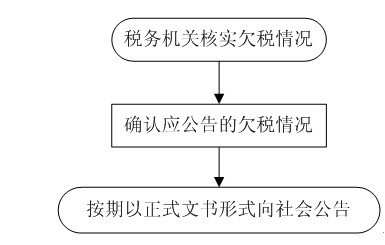 税务机关核实欠税情况
确认应公告的欠税情况
按期以正式文书形式向社会公告